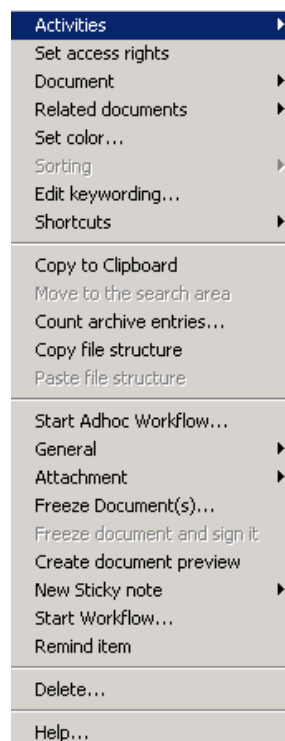 Activities
Set access rights
Document
Related documents
Set color...
Sorting
Edit keywording...
Shortcuts
Copy to Clipboard
Move to the search area
Count archive entries...
Copy file structure
Paste file structure
Start Adhoc Workflow...
General
Attachment
Freeze Document(s)...
Freeze document and sign it
Create document preview
New Sticky note
Start Workflow...
Remind item
Delete...
Help...